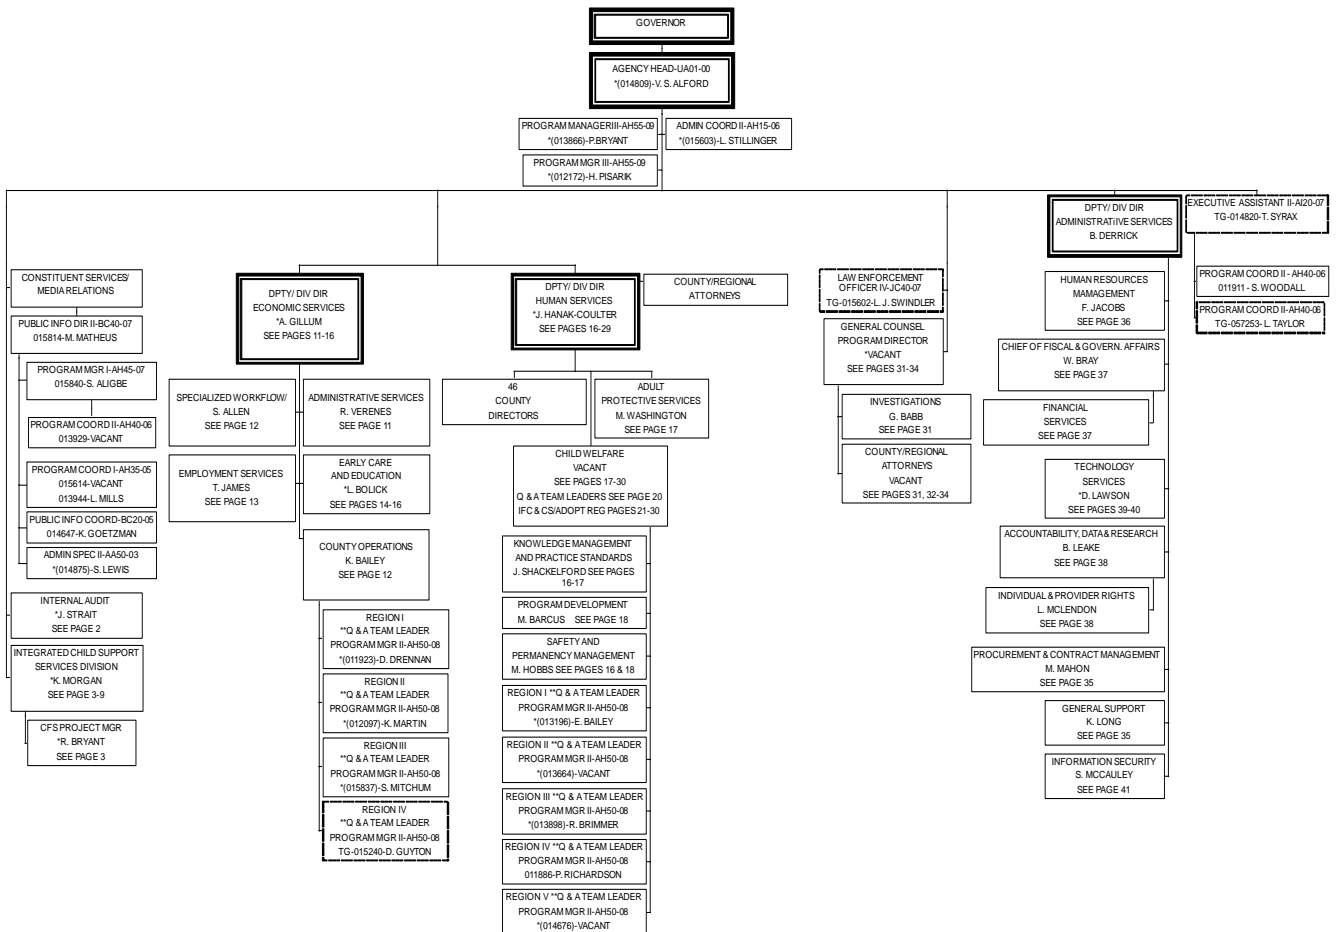 GOVERNOR
AGENCY HEAD-UA01-00
*(014809)-V. S. ALFORD
PROGRAM MANAGER III-AH55-09
*(013866)-P.BRYANT
ADMIN COORD II-AH15-06
*(015603)-L. STILLINGER
PROGRAM MGR III-AH55-09
*(012172)-H. PISARIK
CONSTITUENT SERVICES/
MEDIA RELATIONS
PUBLIC INFO DIR II-BC40-07
015814-M. MATHEUS
PROGRAM MGR I-AH45-07
015840-S. ALIGBE
PROGRAM COORD II-AH40-06
013929-VACANT
PROGRAM COORD I-AH35-05
015614-VACANT
013944-L. MILLS
PUBLIC INFO COORD-BC20-05
014647-K. GOETZMAN
ADMIN SPEC II-AA50-03
*(014875)-S. LEWIS
INTERNAL AUDIT
*J. STRAIT
SEE PAGE 2
INTEGRATED CHILD SUPPORT
SERVICES DIVISION
*K. MORGAN
SEE PAGE 3-9
CFS PROJECT MGR
*R. BRYANT
SEE PAGE 3
DPTY/ DIV DIR
ECONOMIC SERVICES
*A. GILLUM
SEE PAGES 11-16
SPECIALIZED WORKFLOW/
S. ALLEN
SEE PAGE 12
ADMINISTRATIVE SERVICES
R. VERENES
SEE PAGE 11
EMPLOYMENT SERVICES
T. JAMES
SEE PAGE 13
EARLY CARE
AND EDUCATION
*L. BOLICK
SEE PAGES 14-16
COUNTY OPERATIONS
K. BAILEY
SEE PAGE 12
REGION I
**Q & A TEAM LEADER
PROGRAM MGR II-AH50-08
*(011923)-D. DRENNAN
REGION II
**Q & A TEAM LEADER
PROGRAM MGR II-AH50-08
*(012097)-K. MARTIN
REGION III
**Q & A TEAM LEADER
PROGRAM MGR II-AH50-08
*(015837)-S. MITCHUM
REGION IV
**Q & A TEAM LEADER
PROGRAM MGR II-AH50-08
TG-015240-D. GUYTON
DPTY/ DIV DIR
HUMAN SERVICES
*J. HANAK-COULTER
SEE PAGES 16-29
COUNTY/REGIONAL
ATTORNEYS
46
COUNTY
DIRECTORS
ADULT
PROTECTIVE SERVICES
M. WASHINGTON
SEE PAGE 17
CHILD WELFARE
VACANT
SEE PAGES 17-30
Q & A TEAM LEADERS SEE PAGE 20
IFC & CS/ADOPT REG PAGES 21-30
KNOWLEDGE MANAGEMENT
AND PRACTICE STANDARDS
J. SHACKELFORD SEE PAGES
16-17
PROGRAM DEVELOPMENT
M. BARCUS SEE PAGE 18
SAFETY AND
PERMANENCY MANAGEMENT
M. HOBBS SEE PAGES 16 & 18
REGION I **Q & A TEAM LEADER
PROGRAM MGR II-AH50-08
*(013196)-E. BAILEY
REGION II **Q & A TEAM LEADER
PROGRAM MGR II-AH50-08
*(013664)-VACANT
REGION III **Q & A TEAM LEADER
PROGRAM MGR II-AH50-08
*(013898)-R. BRIMMER
REGION IV **Q & A TEAM LEADER
PROGRAM MGR II-AH50-08
011886-P. RICHARDSON
REGION V **Q & A TEAM LEADER
PROGRAM MGR II-AH50-08
*(014676)-VACANT
LAW ENFORCEMENT
OFFICER IV-JC40-07
TG-015602-L. J. SWINDLER
GENERAL COUNSEL
PROGRAM DIRECTOR
*VACANT
SEE PAGES 31-34
INVESTIGATIONS
G. BABB
SEE PAGE 31
COUNTY/REGIONAL
ATTORNEYS
VACANT
SEE PAGES 31, 32-34
DPTY/ DIV DIR
ADMINISTRATiIVE SERVICES
B. DERRICK
HUMAN RESOURCES
MAMAGEMENT
F. JACOBS
SEE PAGE 36
CHIEF OF FISCAL & GOVERN. AFFAIRS
W. BRAY
SEE PAGE 37
FINANCIAL
SERVICES
SEE PAGE 37
TECHNOLOGY
SERVICES
*D. LAWSON
SEE PAGES 39-40
ACCOUNTABILITY, DATA & RESEARCH
B. LEAKE
SEE PAGE 38
INDIVIDUAL & PROVIDER RIGHTS
L. MCLENDON
SEE PAGE 38
PROCUREMENT & CONTRACT MANAGEMENT
M. MAHON
SEE PAGE 35
GENERAL SUPPORT
K. LONG
SEE PAGE 35
INFORMATION SECURITY
S. MCCAULEY
SEE PAGE 41
EXECUTIVE ASSISTANT II-AI20-07
TG-014820-T. SYRAX
PROGRAM COORD II - AH40-06
011911 - S. WOODALL
PROGRAM COORD II-AH40-06
TG-057253- L. TAYLOR